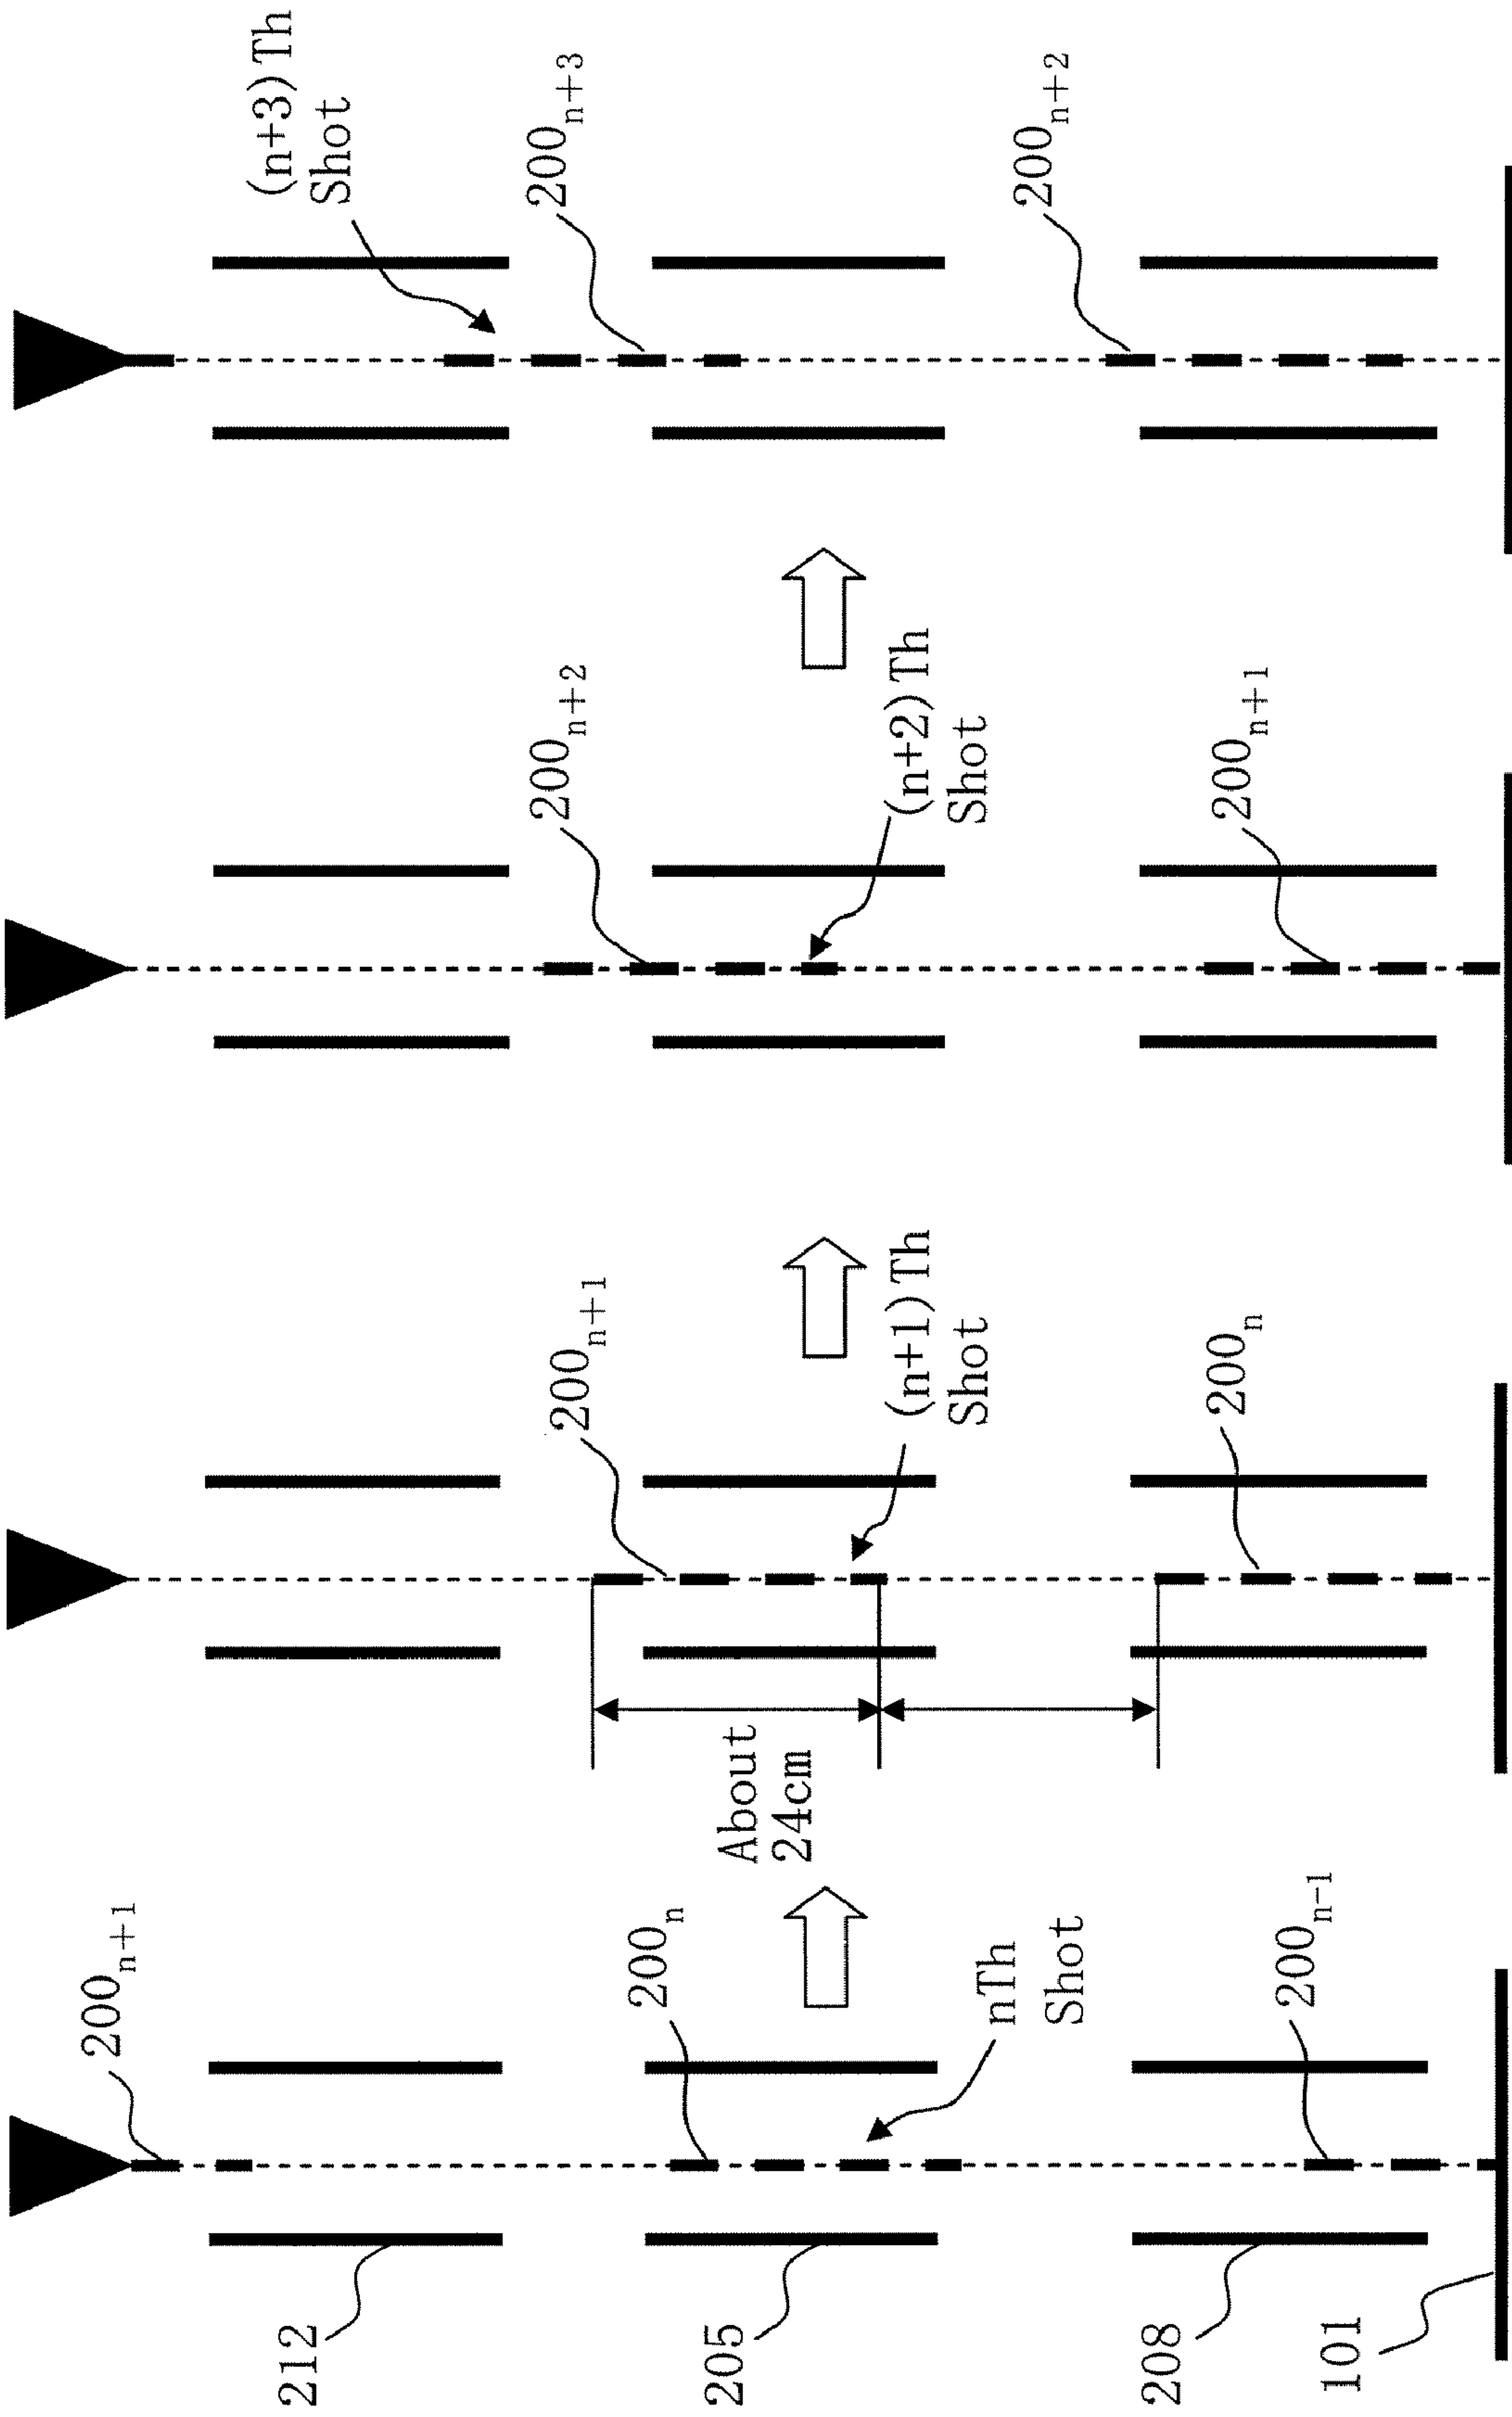 200n+1
200n
nTh
Shot
200n-1
212
205
208
101
200n+1
About
24cm
(n+1)Th
Shot
200n
200n+2
(n+2)Th
Shot
200n+1
(n+3)Th
Shot
200n+3
200n+2